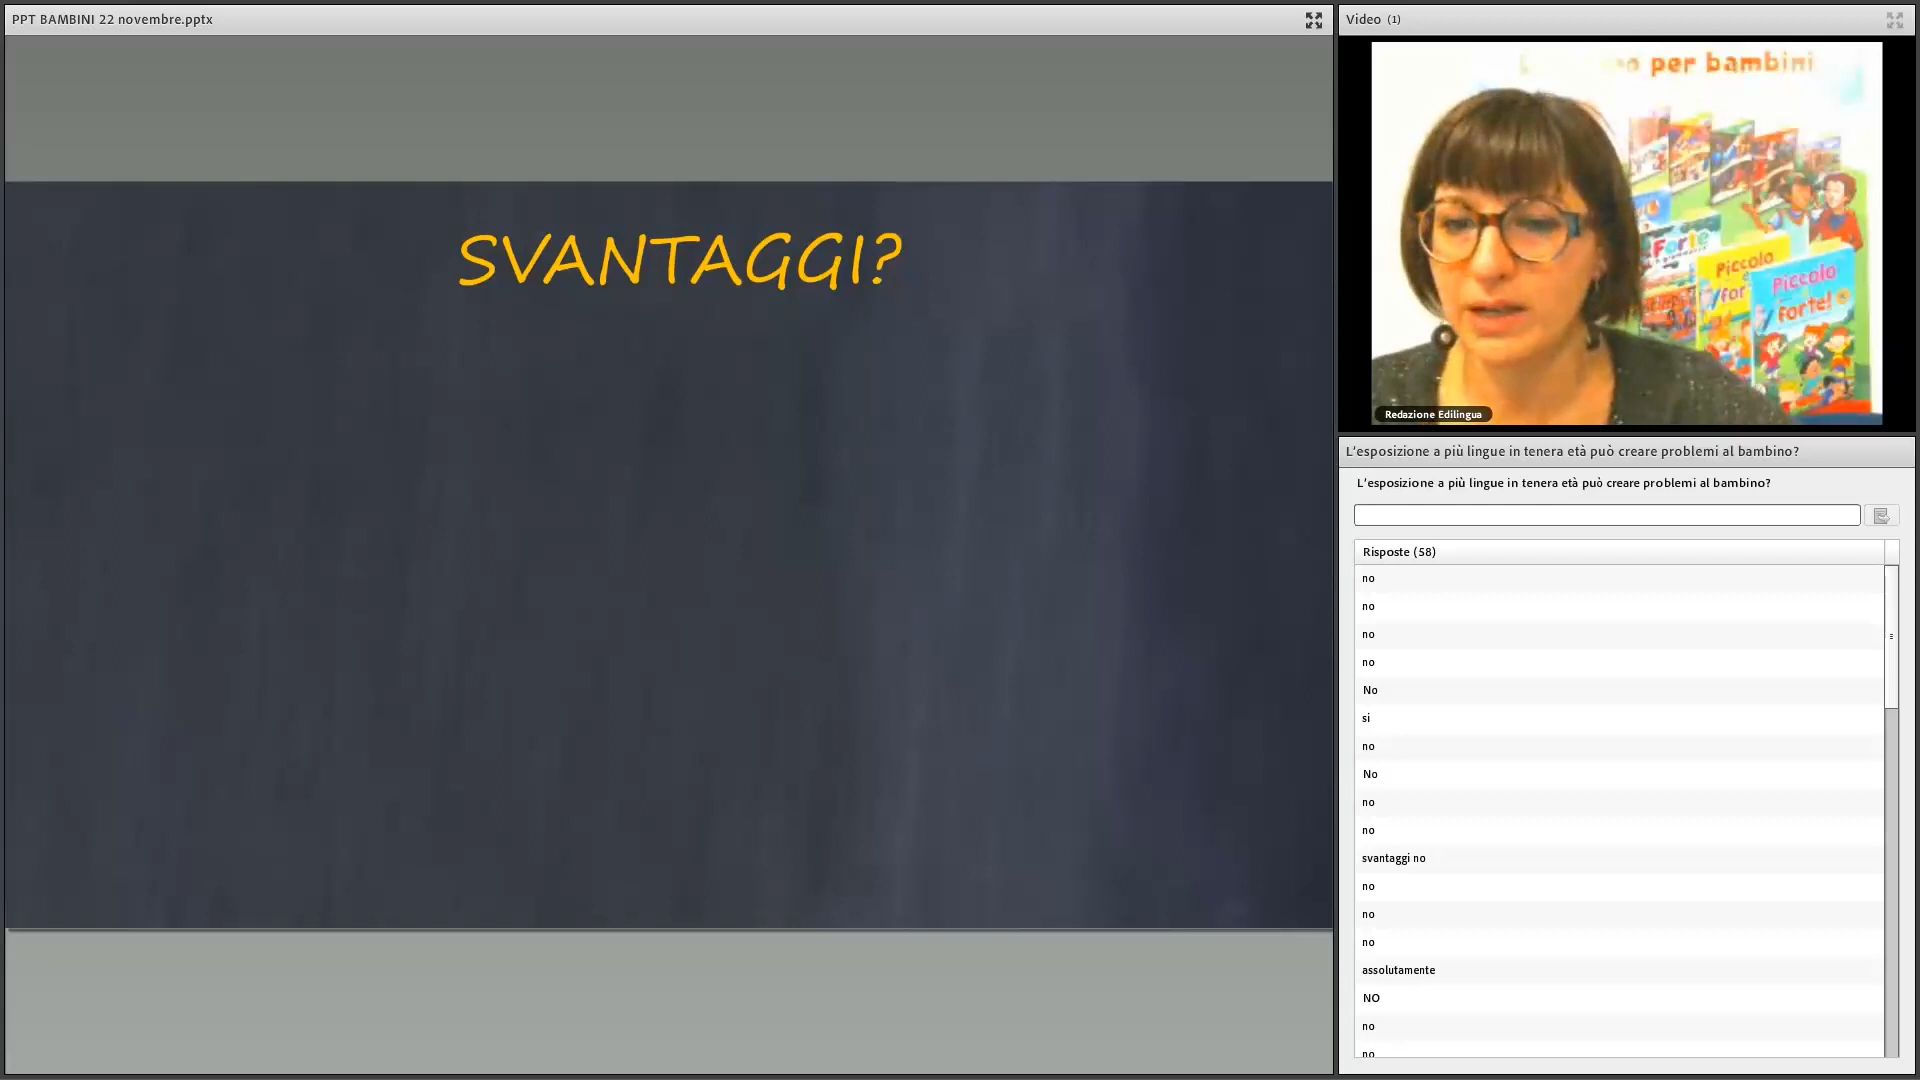 PPT BAMBINI 22 novembre.pptx
SVANTAGGI?
Video (1)
per bambini
Forte
Piccolo
e forte!
Piccolo
e forte!
Redazione Edilingua
L'esposizione a più lingue in tenera età può creare problemi al bambino?
L'esposizione a più lingue in tenera età può creare problemi al bambino?
Risposte (58)
no
no
no
no
No
si
no
No
no
no
svantaggi no
no
no
no
assolutamente
NO
no
no